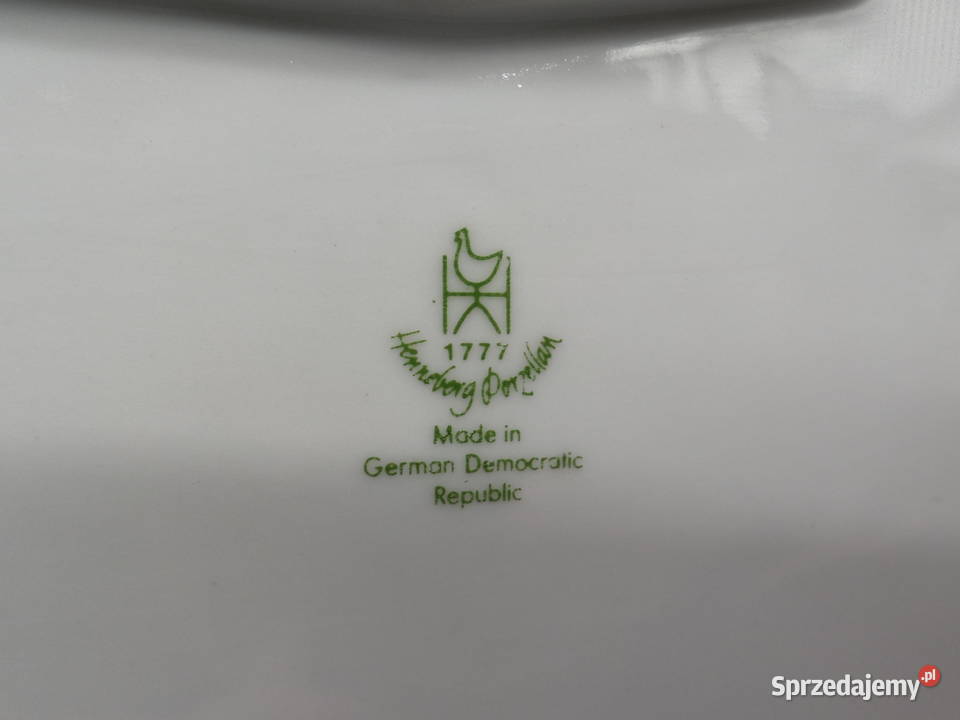 1777
Henneberg Porzellan
Made in
German Democratic
Republic
Sprzedajemy.pl